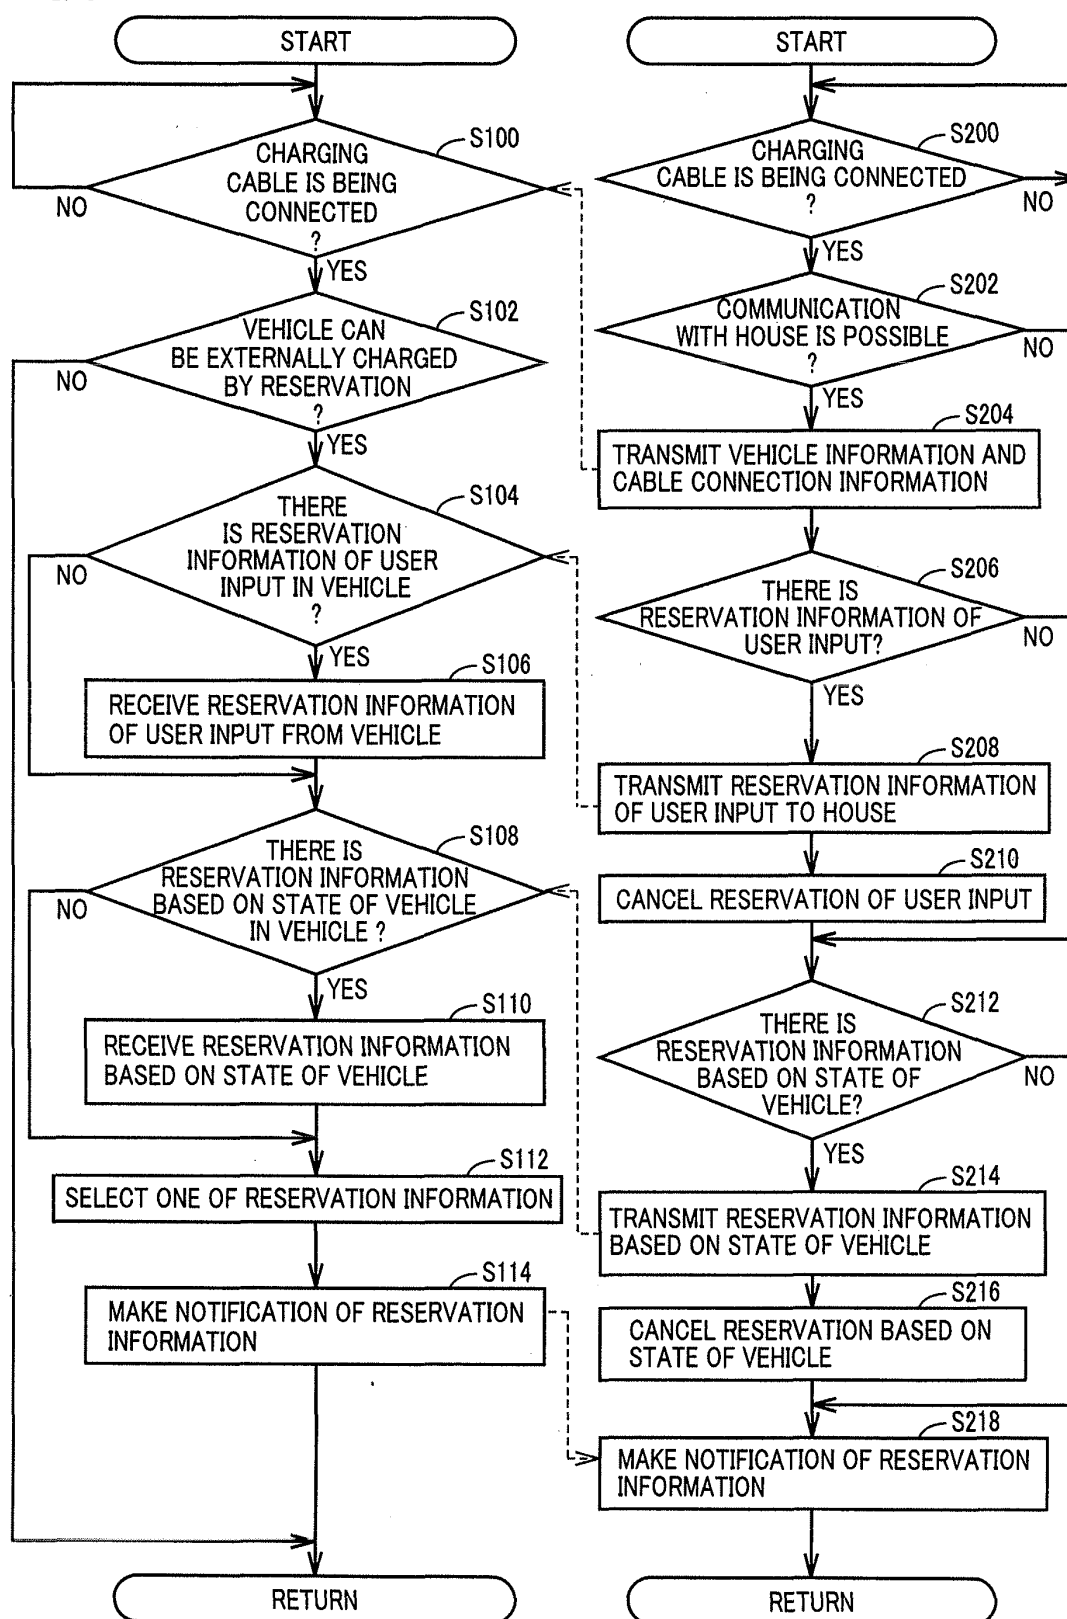 START
S100
CHARGING
CABLE IS BEING
CONNECTED
?
NO
YES
S102
VEHICLE CAN
BE EXTERNALLY CHARGED
BY RESERVATION
?
NO
YES
S104
THERE
IS RESERVATION
INFORMATION OF USER
INPUT IN VEHICLE
?
NO
YES
S106
RECEIVE RESERVATION INFORMATION
OF USER INPUT FROM VEHICLE
S108
THERE IS
RESERVATION INFORMATION
BASED ON STATE OF VEHICLE
IN VEHICLE ?
NO
YES
S110
RECEIVE RESERVATION INFORMATION
BASED ON STATE OF VEHICLE
S112
SELECT ONE OF RESERVATION INFORMATION
S114
MAKE NOTIFICATION OF RESERVATION
INFORMATION
RETURN
START
S200
CHARGING
CABLE IS BEING CONNECTED
?
NO
YES
S202
COMMUNICATION
WITH HOUSE IS POSSIBLE
?
NO
YES
S204
TRANSMIT VEHICLE INFORMATION AND
CABLE CONNECTION INFORMATION
S206
THERE IS
RESERVATION INFORMATION OF
USER INPUT?
NO
YES
S208
TRANSMIT RESERVATION INFORMATION
OF USER INPUT TO HOUSE
S210
CANCEL RESERVATION OF USER INPUT
S212
THERE IS
RESERVATION INFORMATION
BASED ON STATE OF
VEHICLE?
NO
YES
S214
TRANSMIT RESERVATION INFORMATION
BASED ON STATE OF VEHICLE
S216
CANCEL RESERVATION BASED ON
STATE OF VEHICLE
S218
MAKE NOTIFICATION OF RESERVATION
INFORMATION
RETURN